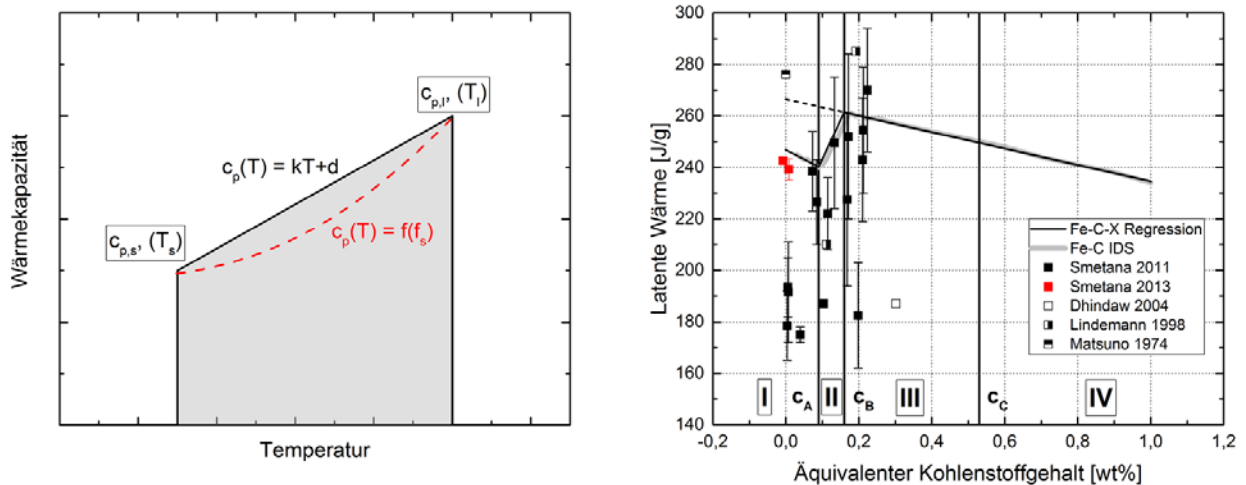 Wärmekapazität
c_p,l, (T_l)
c_p(T) = kT+d
c_p,s, (T_s)
c_p(T) = f(f_s)
Temperatur
Latente Wärme [J/g]
300
280
260
240
220
200
180
160
140
Fe-C-X Regression
Fe-C IDS
Smetana 2011
Smetana 2013
Dhindaw 2004
Lindemann 1998
Matsuno 1974
I c_A II c_B III c_C IV
-0,2 0,0 0,2 0,4 0,6 0,8 1,0 1,2
Äquivalenter Kohlenstoffgehalt [wt%]